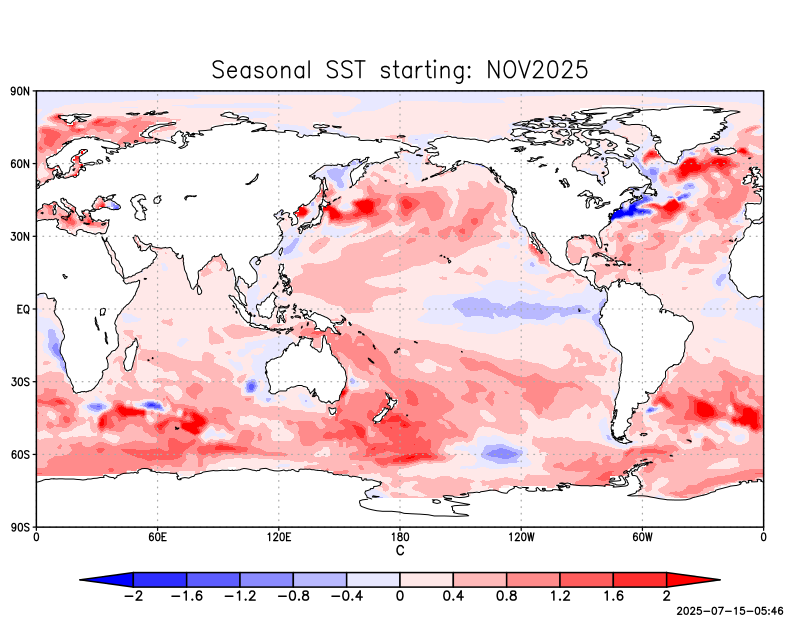 Seasonal SST starting: NOV2025
90N
60N
30N
EQ
30S
60S
90S
0 60E 120E 180 120W 60W 0
C
−2 −1.6 −1.2 −0.8 −0.4 0 0.4 0.8 1.2 1.6 2
2025-07-15-05:46